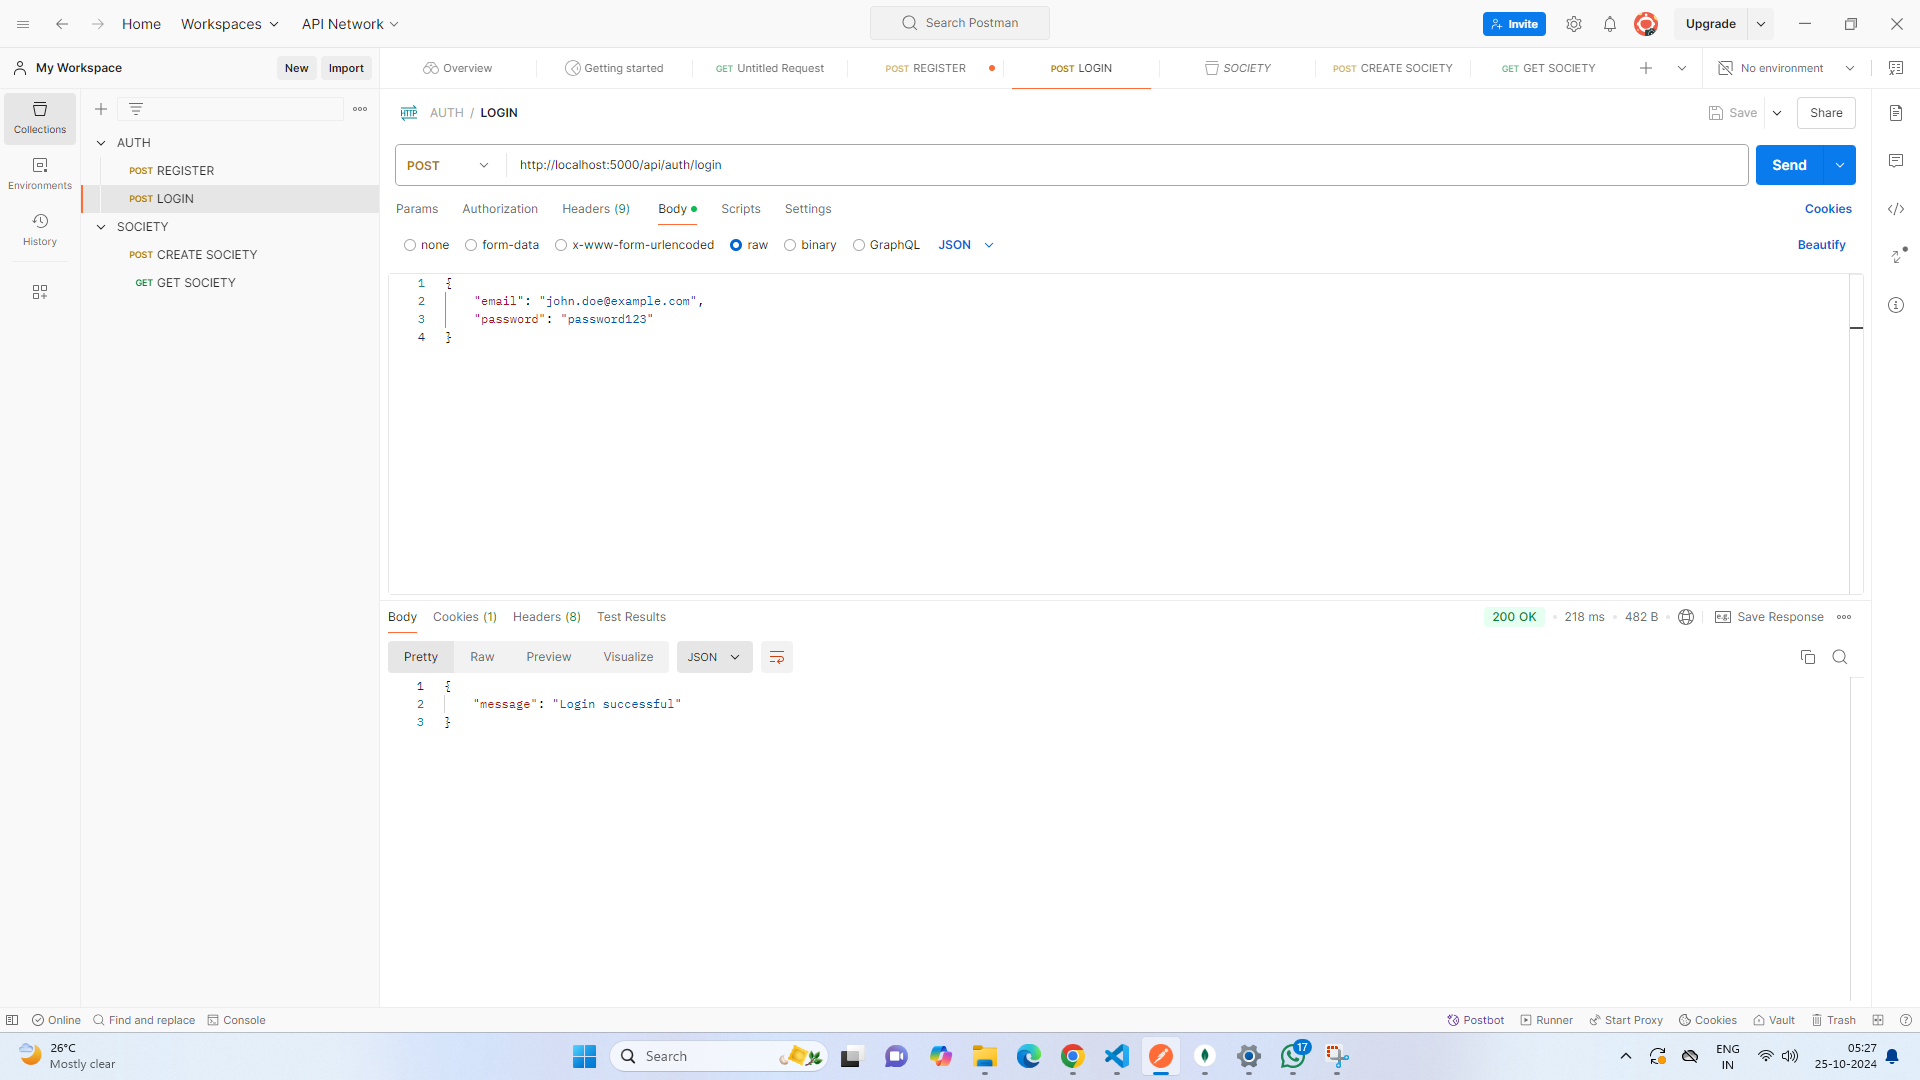 Home Workspaces API Network Search Postman Invite Upgrade
My Workspace New Import Overview Getting started GET Untitled Request POST REGISTER POST LOGIN SOCIETY POST CREATE SOCIETY GET GET SOCIETY No environment
Collections
Environments
History
AUTH
POST REGISTER
POST LOGIN
SOCIETY
POST CREATE SOCIETY
GET GET SOCIETY
HTTP AUTH / LOGIN Save Share
POST http://localhost:5000/api/auth/login Send
Params Authorization Headers (9) Body Scripts Settings Cookies
none form-data x-www-form-urlencoded raw binary GraphQL JSON Beautify
1 {
2 "email": "john.doe@example.com",
3 "password": "password123"
4 }
Body Cookies (1) Headers (8) Test Results 200 OK 218 ms 482 B e.g. Save Response
Pretty Raw Preview Visualize JSON
1 {
2 "message": "Login successful"
3 }
Online Find and replace Console Postbot Runner Start Proxy Cookies Vault Trash
26°C
Mostly clear
Search
17
ENG
IN
05:27
25-10-2024